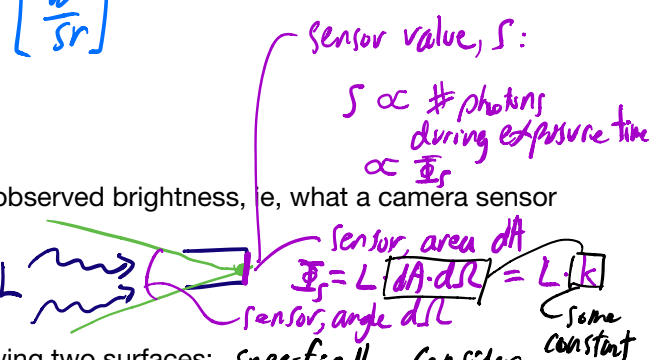 [W/sr]
sensor value, S:
S ∝ # photons
during exposure time
∝ Φₛ
observed brightness, ie, what a camera sensor
sensor, area dA
L
Φₛ = L dA·dΩ = L·k
sensor, angle dΩ
some
constant
ving two surfaces:
consider